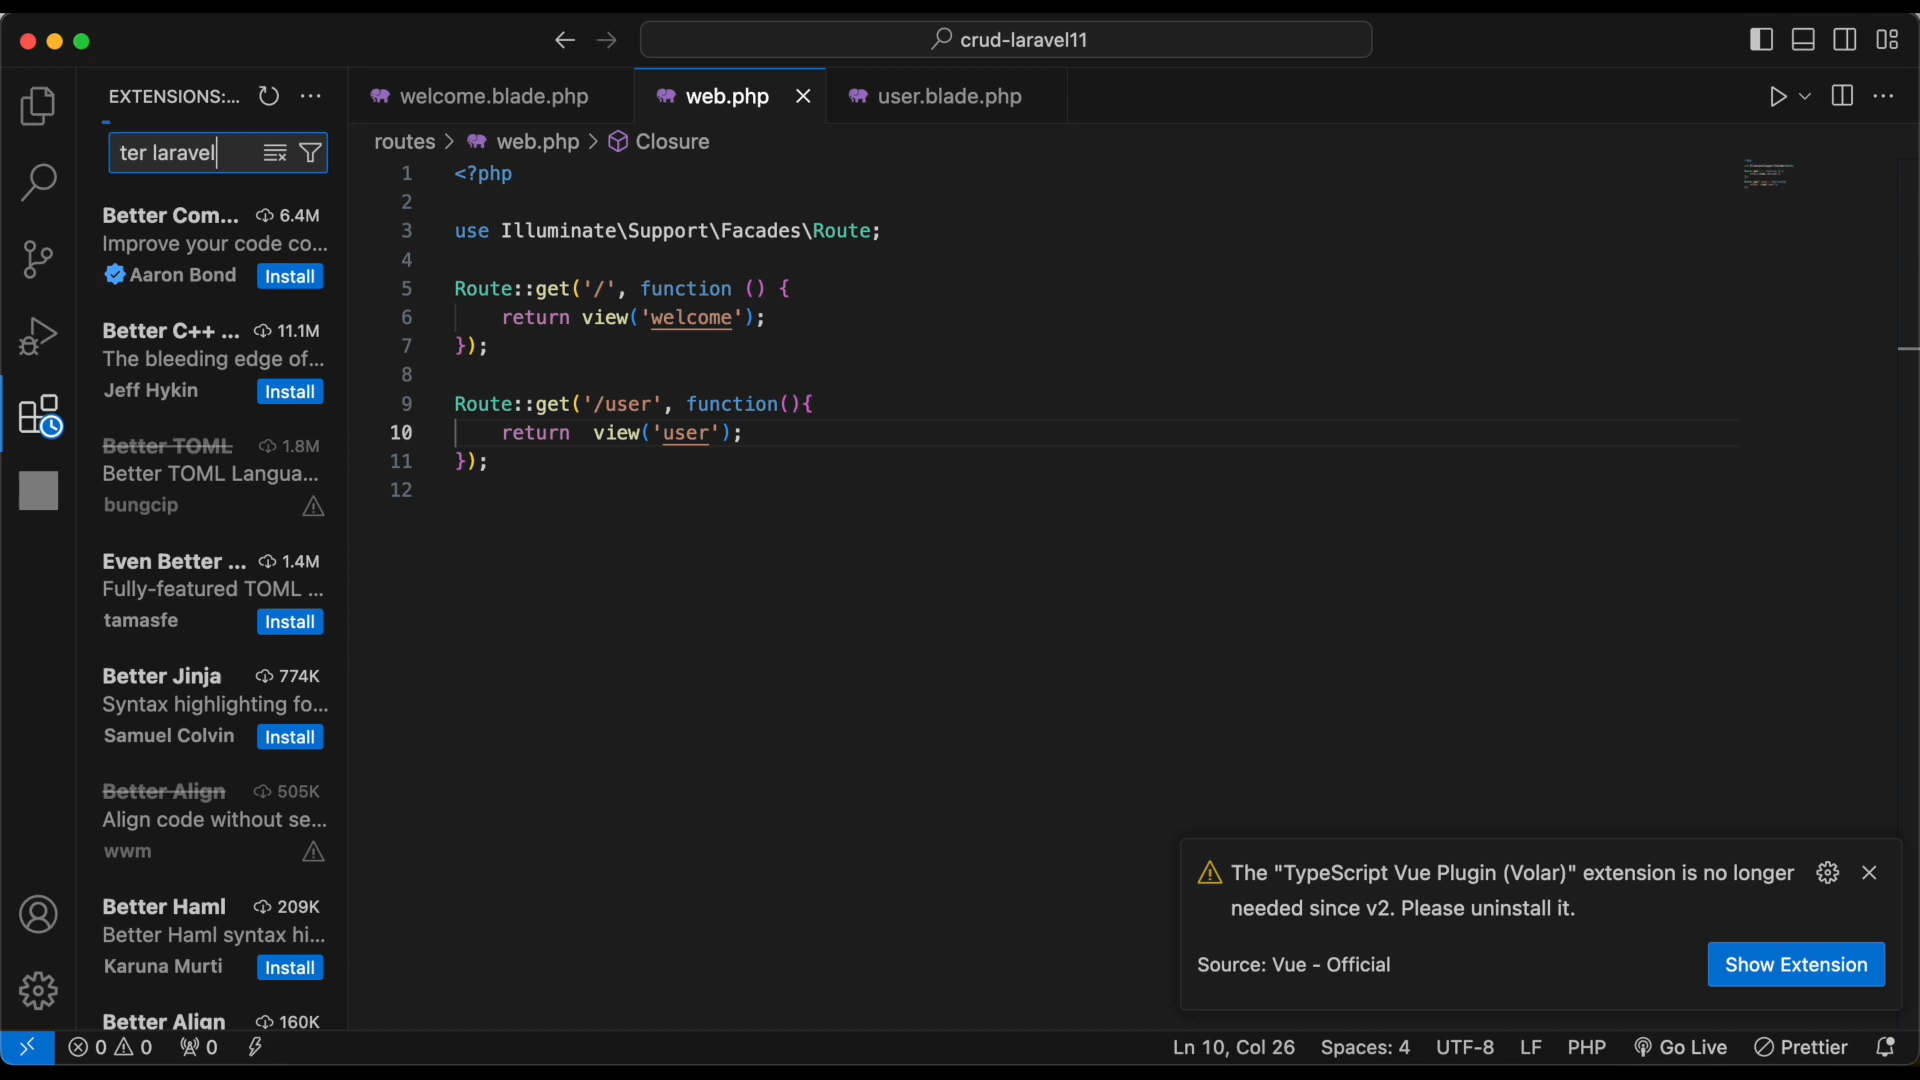 crud-laravel11
EXTENSIONS:...
ter laravel
Better Com... 6.4M
Improve your code co...
Aaron Bond Install
Better C++ ... 11.1M
The bleeding edge of...
Jeff Hykin Install
Better TOML 1.8M
Better TOML Langua...
bungcip
Even Better ... 1.4M
Fully-featured TOML ...
tamasfe Install
Better Jinja 774K
Syntax highlighting fo...
Samuel Colvin Install
Better Align 505K
Align code without se...
wwm
Better Haml 209K
Better Haml syntax hi...
Karuna Murti Install
Better Align 160K
welcome.blade.php web.php user.blade.php
routes > web.php > Closure
1 <?php
2
3 use Illuminate\Support\Facades\Route;
4
5 Route::get('/', function () {
6 return view('welcome');
7 });
8
9 Route::get('/user', function(){
10 return  view('user');
11 });
12
The "TypeScript Vue Plugin (Volar)" extension is no longer
needed since v2. Please uninstall it.
Source: Vue - Official Show Extension
0 0 0 Ln 10, Col 26 Spaces: 4 UTF-8 LF PHP Go Live Prettier